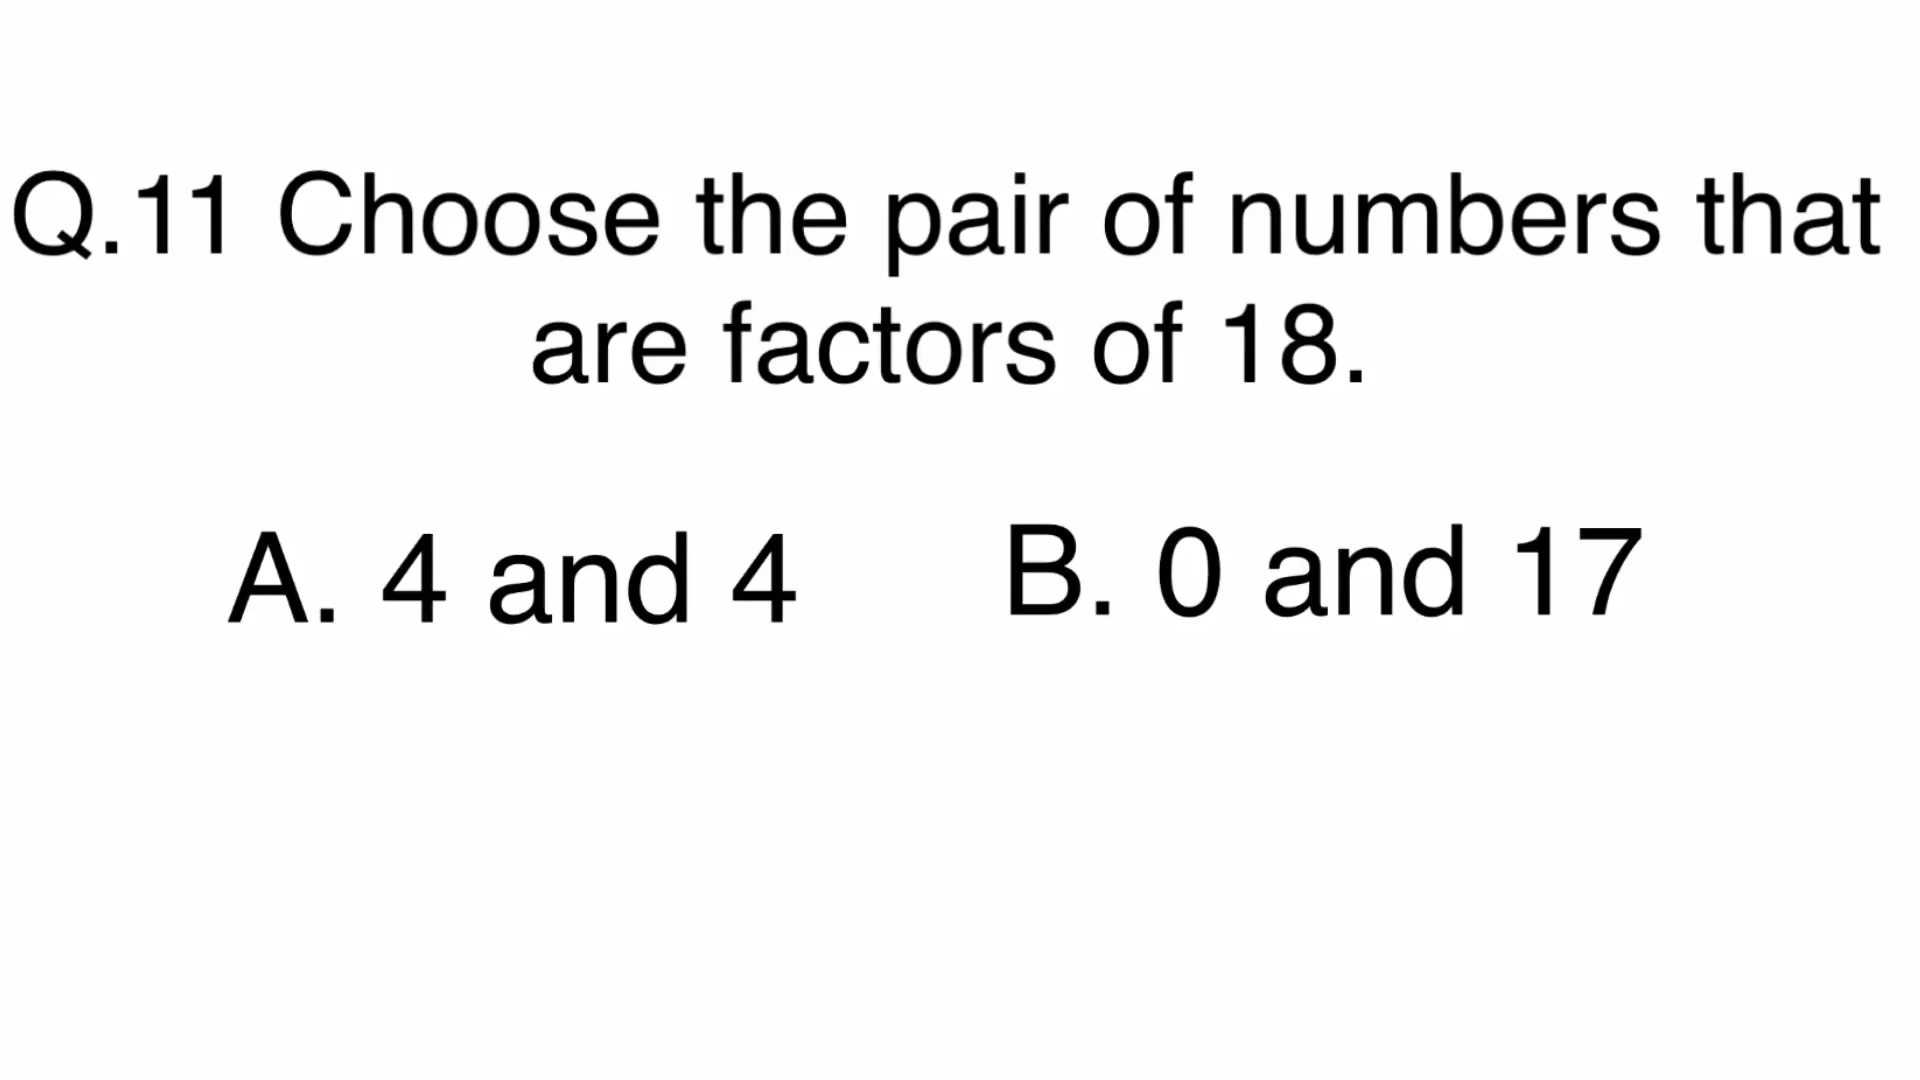 Q.11 Choose the pair of numbers that
are factors of 18.
A. 4 and 4 B. 0 and 17